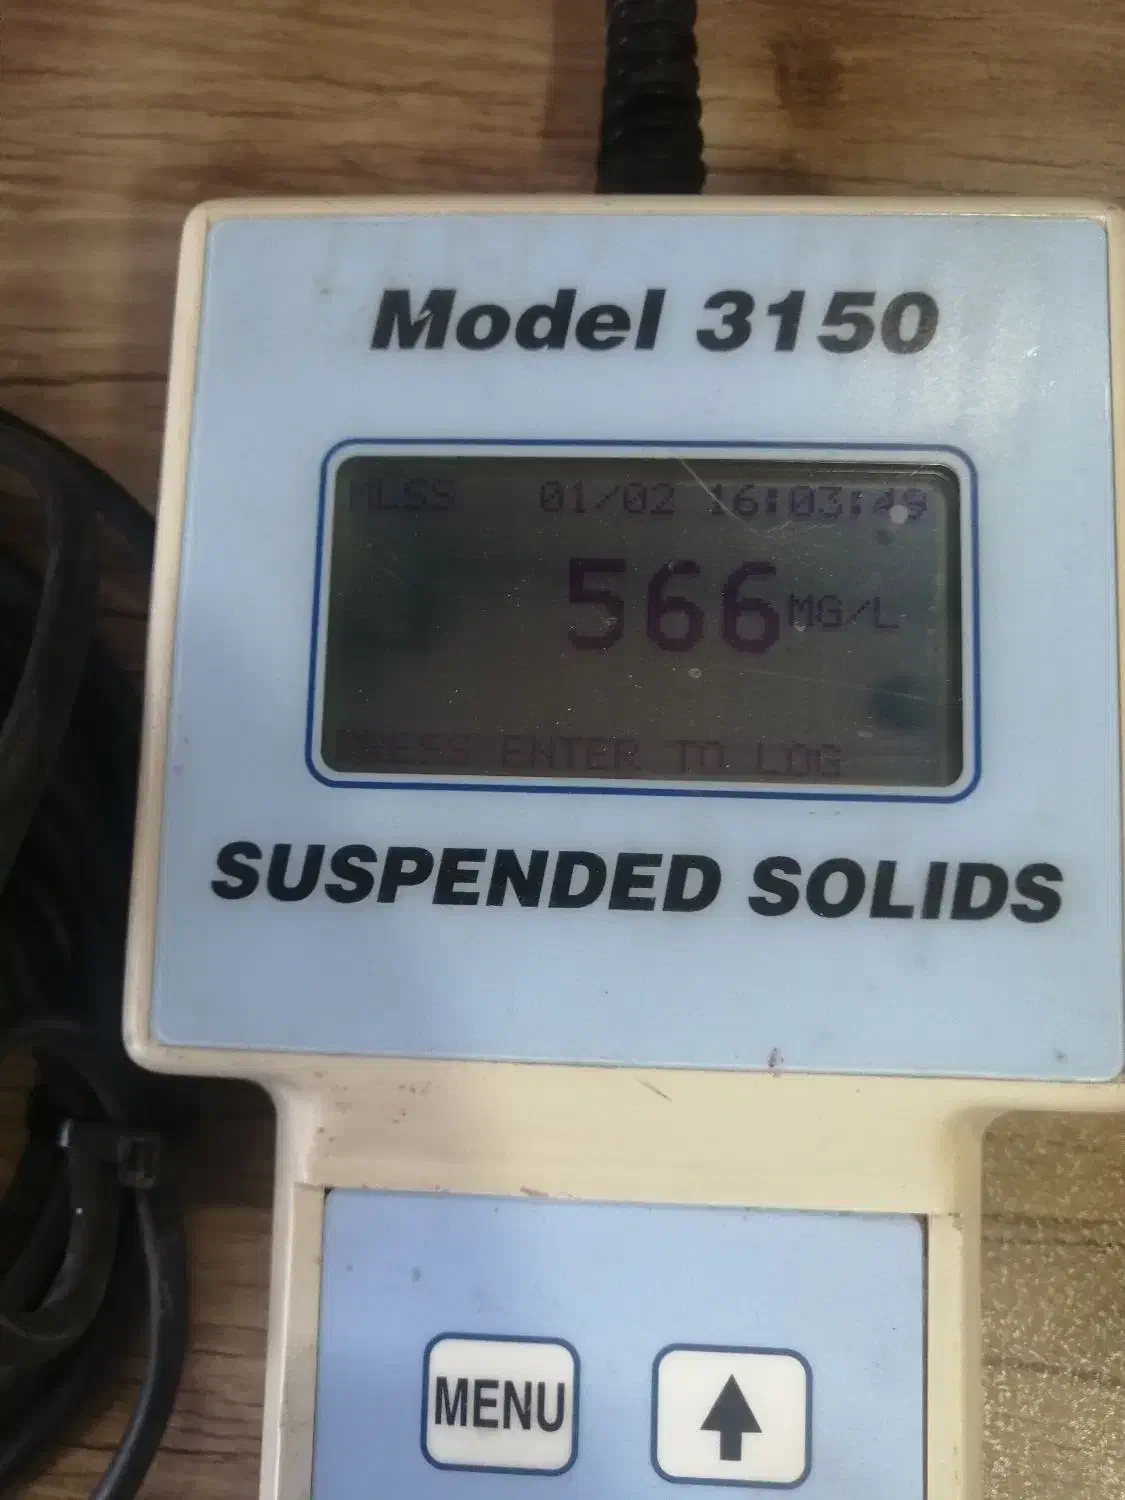 Model 3150
MLSS 01/02 16:03:49
566 MG/L
PRESS ENTER TO LOG
SUSPENDED SOLIDS
MENU